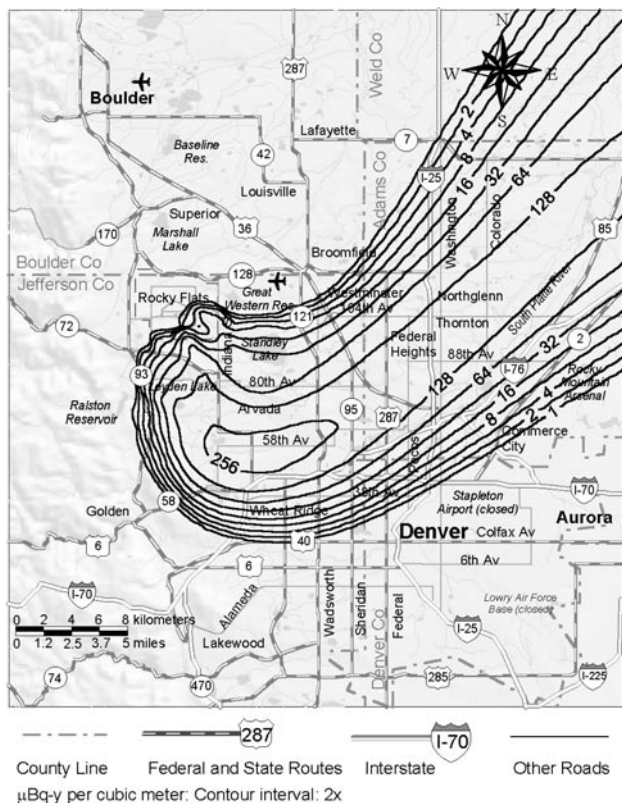 N
W E
S
287
Weld Co
Boulder
2
4
8
16
32
64
128
Lafayette
7
Baseline
Res.
42
I-25
Louisville
Adams Co
Washington
Colorado
85
Superior
170
Marshall
Lake
36
Boulder Co
Jefferson Co
Broomfield
128
Rocky Flats
Great
Western Res.
Westminster
Northglenn
121
104th Av
South Platte River
72
Indiana
Standley
Lake
Federal
Heights
Thornton
88th Av
I-76
2
93
Leyden Lake
80th Av
128
64
32
16
8
4
2
1
Rocky
Mountain
Arsenal
Ralston
Reservoir
Arvada
95
287
58th Av
256
Pecos
Commerce
City
58
38th Av
Golden
Wheat Ridge
Stapleton
Airport (closed)
I-70
6
40
Denver
Colfax Av
Aurora
6
6th Av
I-70
Alameda
Wadsworth
Sheridan
Federal
Lowry Air Force
Base (closed)
0 2 4 6 8 kilometers
0 1.2 2.5 3.7 5 miles
Lakewood
Denver Co
I-25
74
470
285
I-225
287
I-70
County Line
Federal and State Routes
Interstate
Other Roads
µBq-y per cubic meter: Contour interval: 2x